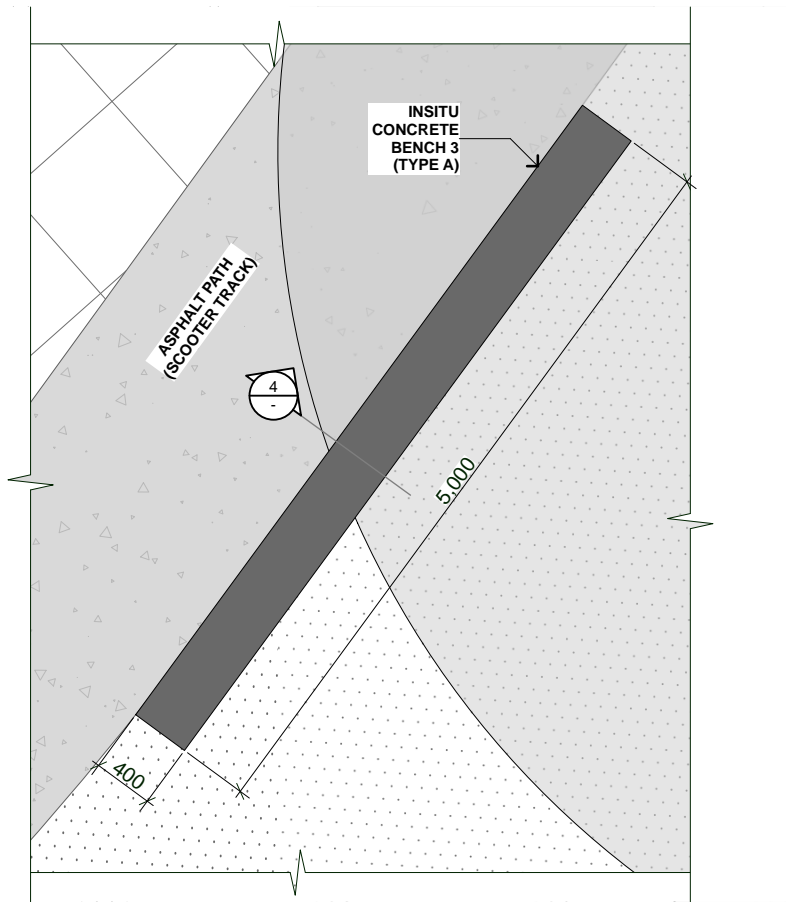 INSITU
CONCRETE
BENCH 3
(TYPE A)
ASPHALT PATH
(SCOOTER TRACK)
4
-
5,000
400